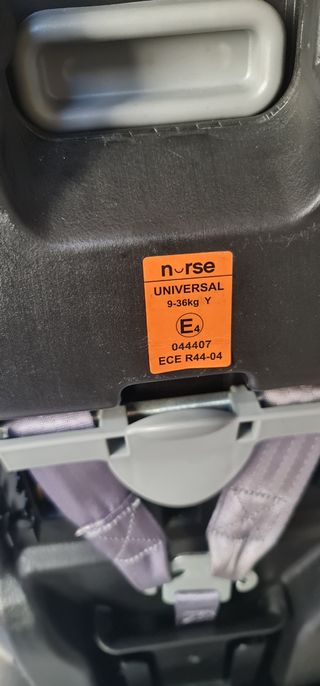 nurse
UNIVERSAL
9-36kg Y
E4
044407
ECE R44-04